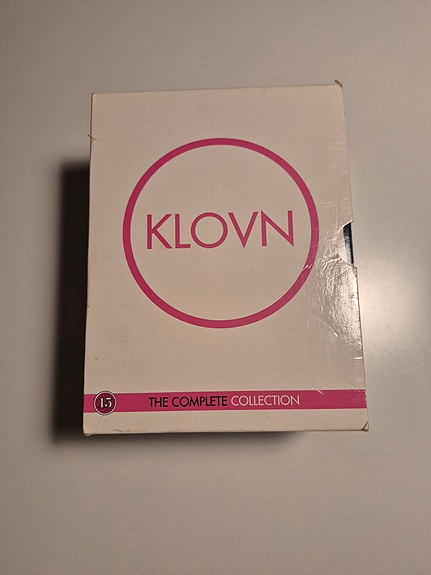 KLOVN
15 THE COMPLETE COLLECTION